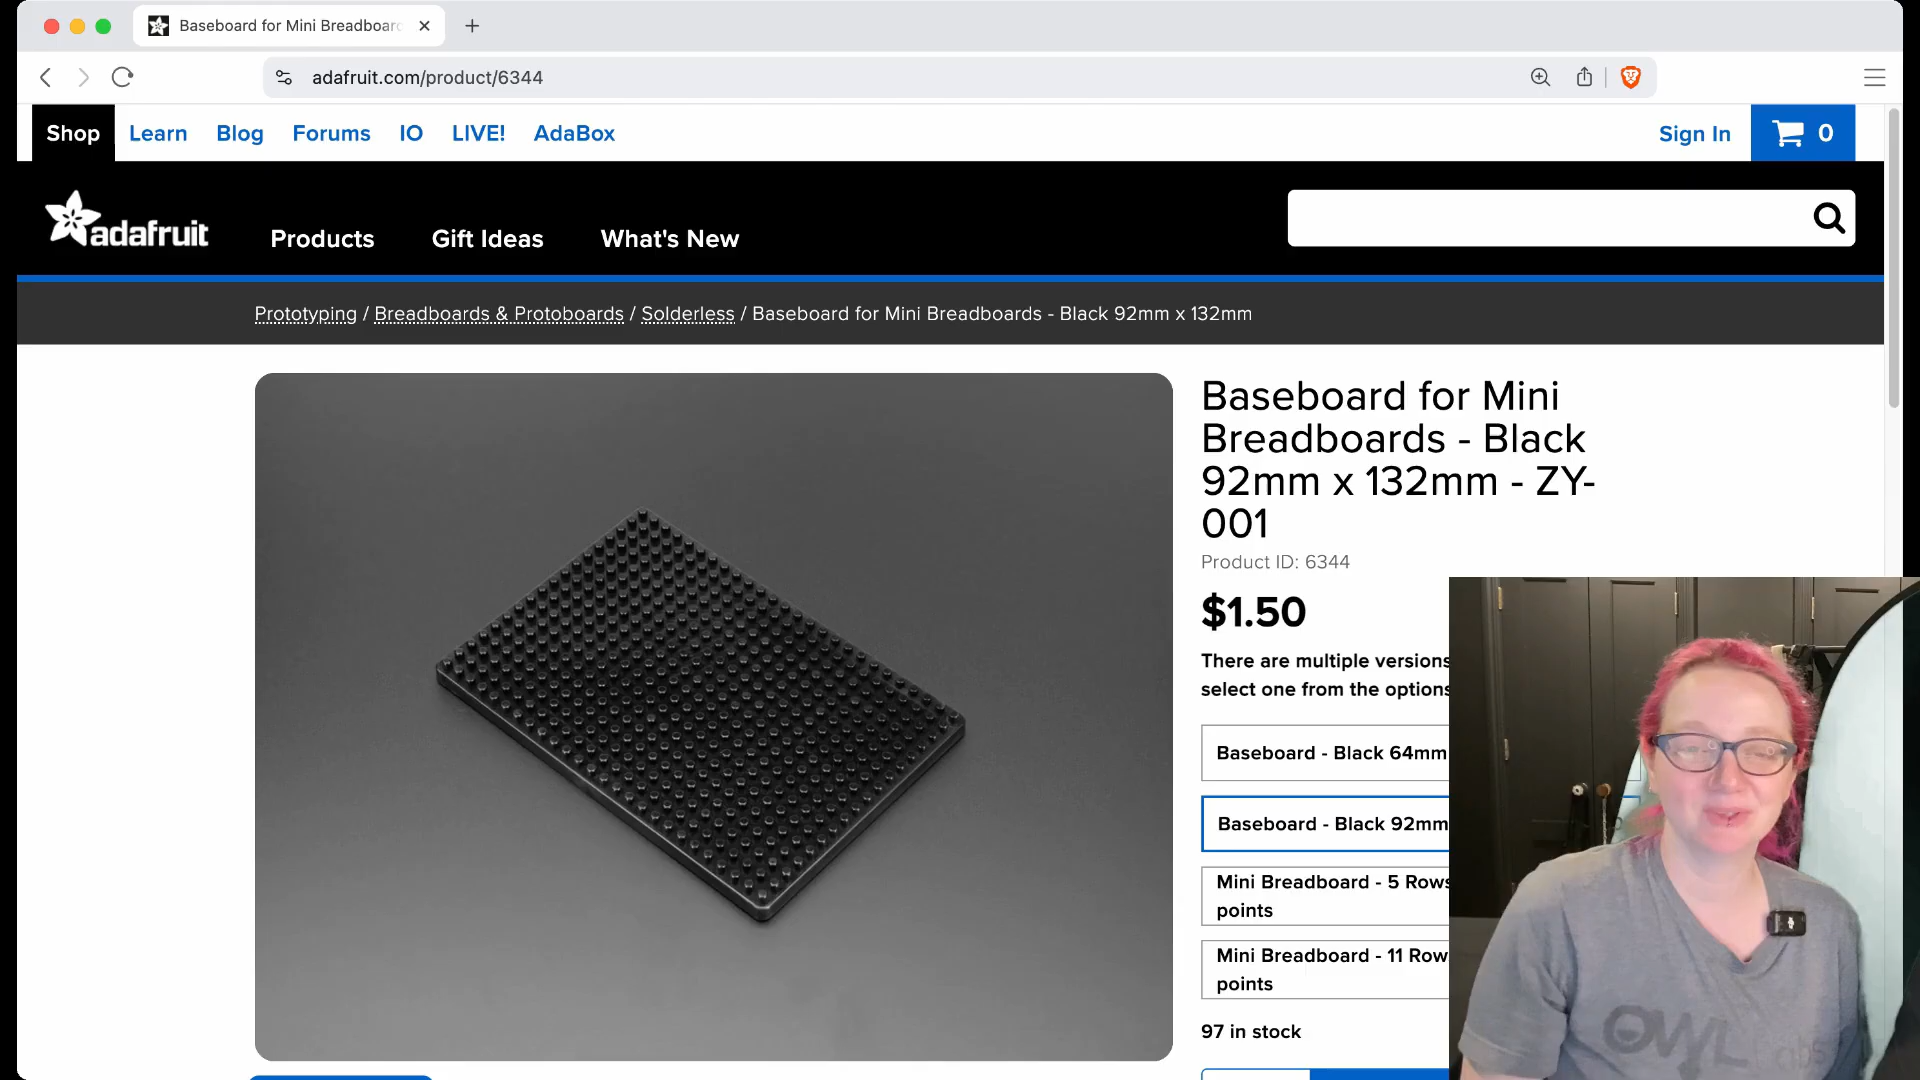 Baseboard for Mini Breadboar
adafruit.com/product/6344
Shop Learn Blog Forums IO LIVE! AdaBox Sign In 0
adafruit Products Gift Ideas What's New
Prototyping / Breadboards & Protoboards / Solderless / Baseboard for Mini Breadboards - Black 92mm x 132mm
Baseboard for Mini
Breadboards - Black
92mm x 132mm - ZY-
001
Product ID: 6344
$1.50
There are multiple versions
select one from the options
Baseboard - Black 64mm
Baseboard - Black 92mm
Mini Breadboard - 5 Rows
points
Mini Breadboard - 11 Row
points
97 in stock
OWL Labs